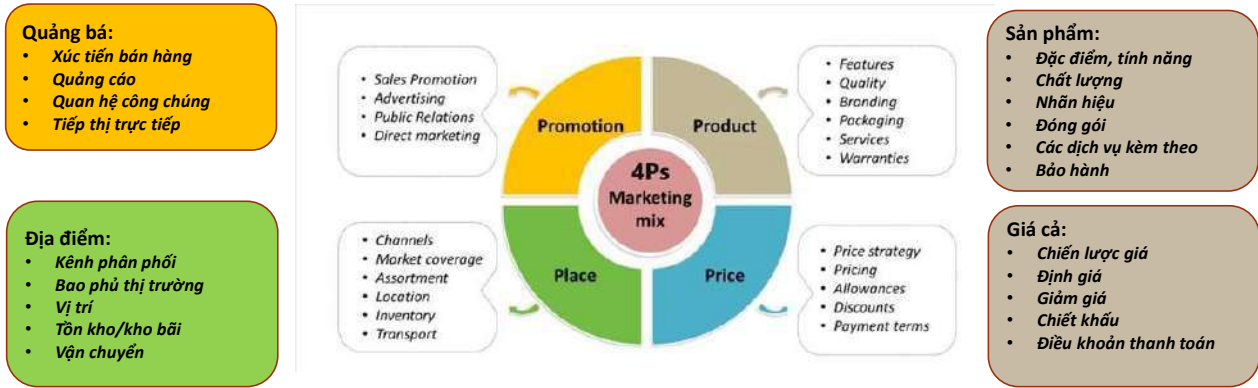 Quảng bá:
• Xúc tiến bán hàng
• Quảng cáo
• Quan hệ công chúng
• Tiếp thị trực tiếp
Địa điểm:
• Kênh phân phối
• Bao phủ thị trường
• Vị trí
• Tồn kho/kho bãi
• Vận chuyển
• Sales Promotion
• Advertising
• Public Relations
• Direct marketing
Promotion
Product
• Features
• Quality
• Branding
• Packaging
• Services
• Warranties
4Ps
Marketing
mix
• Channels
• Market coverage
• Assortment
• Location
• Inventory
• Transport
Place
Price
• Price strategy
• Pricing
• Allowances
• Discounts
• Payment terms
Sản phẩm:
• Đặc điểm, tính năng
• Chất lượng
• Nhãn hiệu
• Đóng gói
• Các dịch vụ kèm theo
• Bảo hành
Giá cả:
• Chiến lược giá
• Định giá
• Giảm giá
• Chiết khấu
• Điều khoản thanh toán